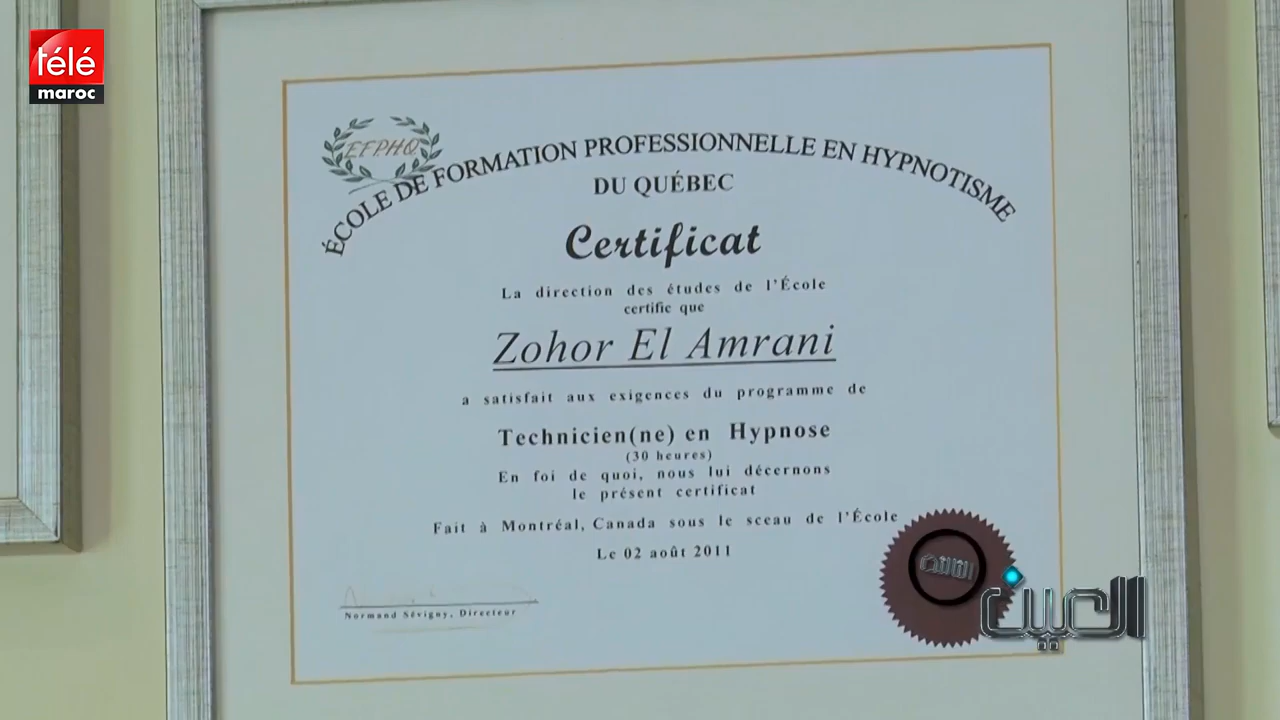 télé
maroc
EFPHQ
ÉCOLE DE FORMATION PROFESSIONNELLE EN HYPNOTISME
DU QUÉBEC
Certificat
La direction des études de l'École
certifie que
Zohor El Amrani
a satisfait aux exigences du programme de
Technicien(ne) en Hypnose
(30 heures)
En foi de quoi, nous lui décernons
le présent certificat
Fait à Montréal, Canada sous le sceau de l'École
Le 02 août 2011
Normand Sévigny, Directeur
العين